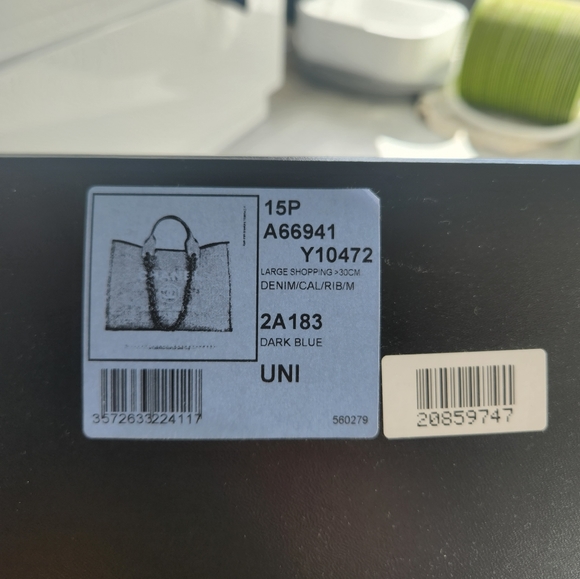 15P
A66941
Y10472
LARGE SHOPPING >30CM
DENIM/CAL/RIB/M
2A183
DARK BLUE
UNI
3572633224117
560279
20859747